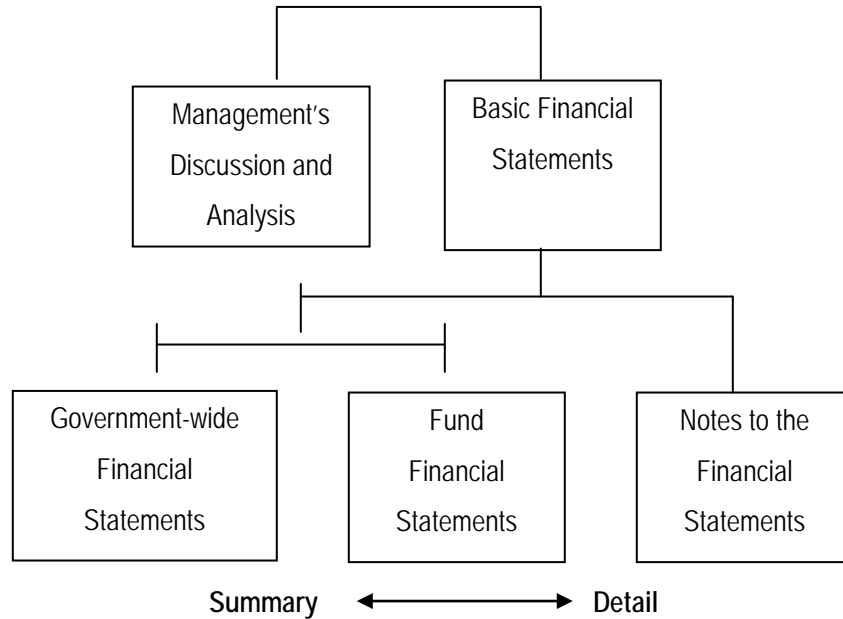 Management’s
Discussion and
Analysis
Basic Financial
Statements
Government-wide
Financial
Statements
Fund
Financial
Statements
Notes to the
Financial
Statements
Summary
Detail